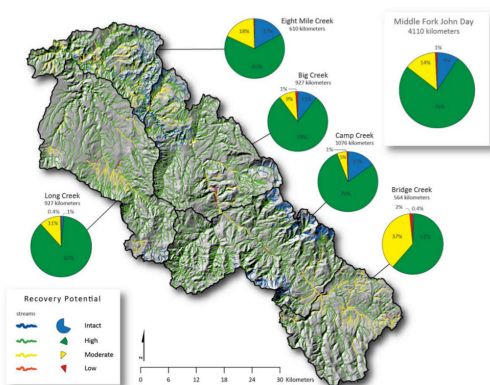 Eight Mile Creek
610 kilometers
18%
Middle Fork John Day
4110 kilometers
1%
14%
Big Creek
927 kilometers
1%
9%
Camp Creek
1076 kilometers
1%
5%
Long Creek
927 kilometers
0.4%
1%
11%
Bridge Creek
564 kilometers
2%
0.4%
37%
Recovery Potential
streams
Intact
High
Moderate
Low
0 6 12 18 24 30 Kilometers